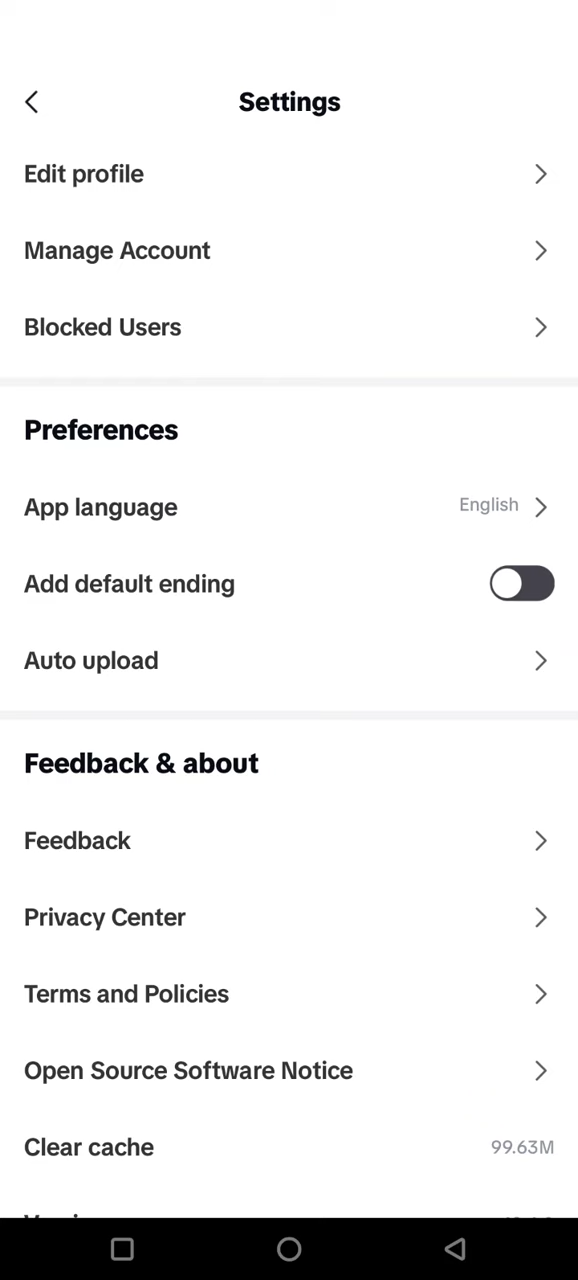 Settings
Edit profile
Manage Account
Blocked Users
Preferences
App language English
Add default ending
Auto upload
Feedback & about
Feedback
Privacy Center
Terms and Policies
Open Source Software Notice
Clear cache 99.63M